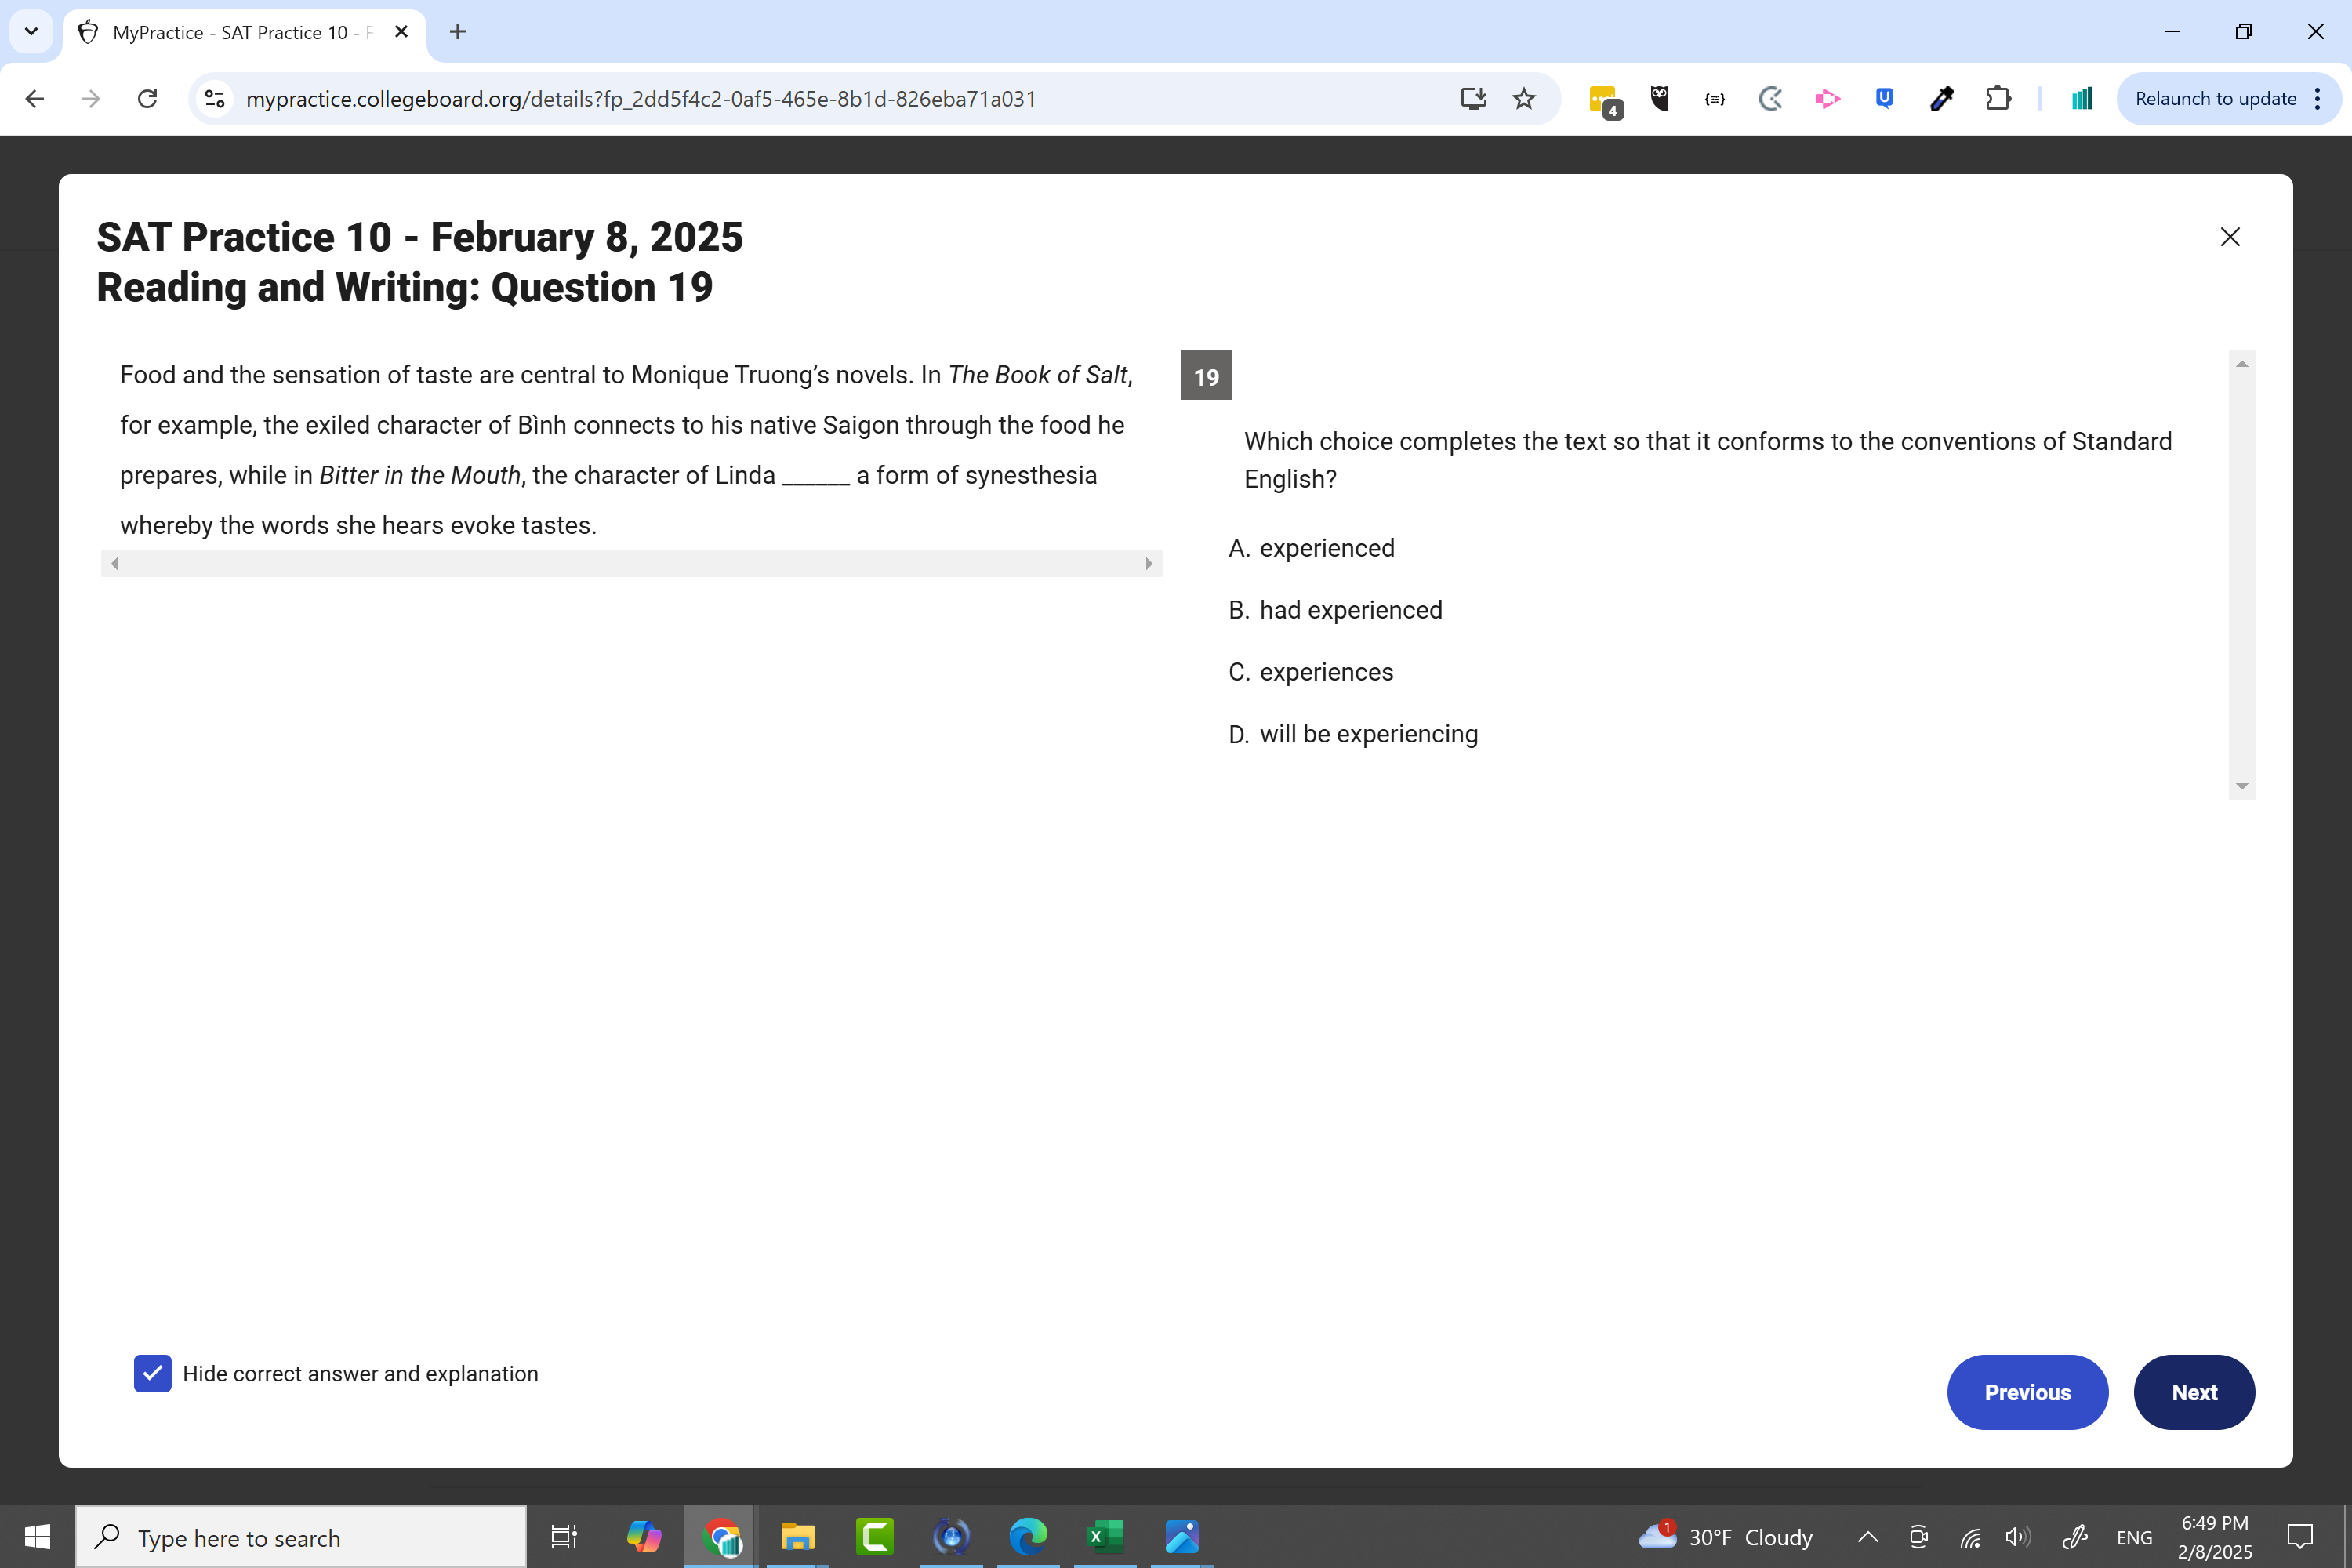 MyPractice - SAT Practice 10 - F
mypractice.collegeboard.org/details?fp_2dd5f4c2-0af5-465e-8b1d-826eba71a031
4
Relaunch to update
SAT Practice 10 - February 8, 2025
Reading and Writing: Question 19
Food and the sensation of taste are central to Monique Truong’s novels. In The Book of Salt,
for example, the exiled character of Bình connects to his native Saigon through the food he
prepares, while in Bitter in the Mouth, the character of Linda ______ a form of synesthesia
whereby the words she hears evoke tastes.
19
Which choice completes the text so that it conforms to the conventions of Standard
English?
A. experienced
B. had experienced
C. experiences
D. will be experiencing
Hide correct answer and explanation
Previous
Next
Type here to search
1
30°F Cloudy
ENG
6:49 PM
2/8/2025